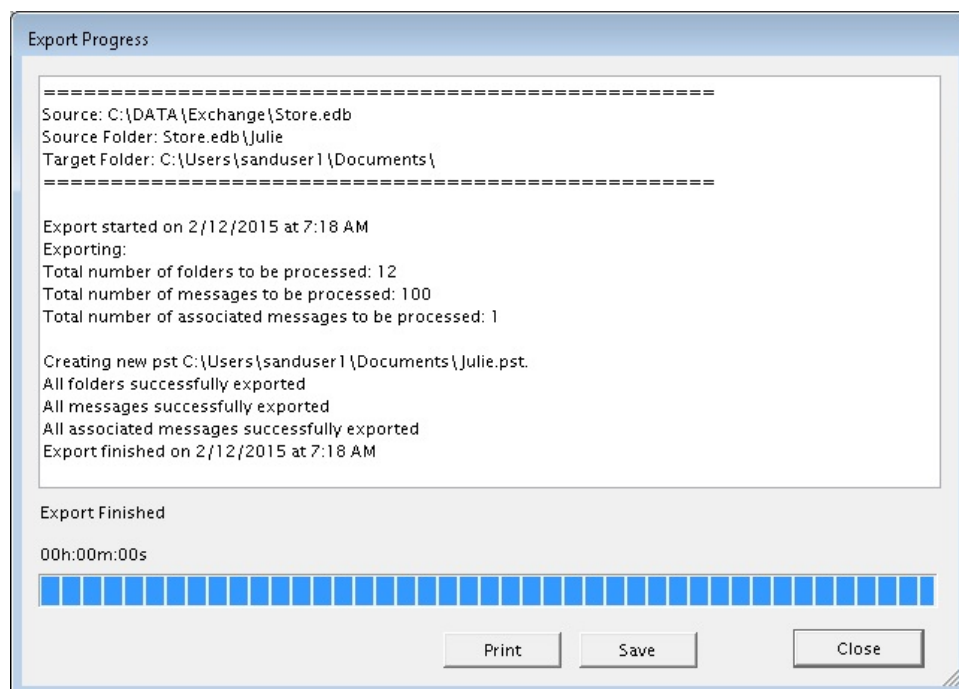 Export Progress
==================================================
Source: C:\DATA\Exchange\Store.edb
Source Folder: Store.edb\Julie
Target Folder: C:\Users\sanduser1\Documents\
==================================================
Export started on 2/12/2015 at 7:18 AM
Exporting:
Total number of folders to be processed: 12
Total number of messages to be processed: 100
Total number of associated messages to be processed: 1
Creating new pst C:\Users\sanduser1\Documents\Julie.pst.
All folders successfully exported
All messages successfully exported
All associated messages successfully exported
Export finished on 2/12/2015 at 7:18 AM
Export Finished
00h:00m:00s
Print Save Close